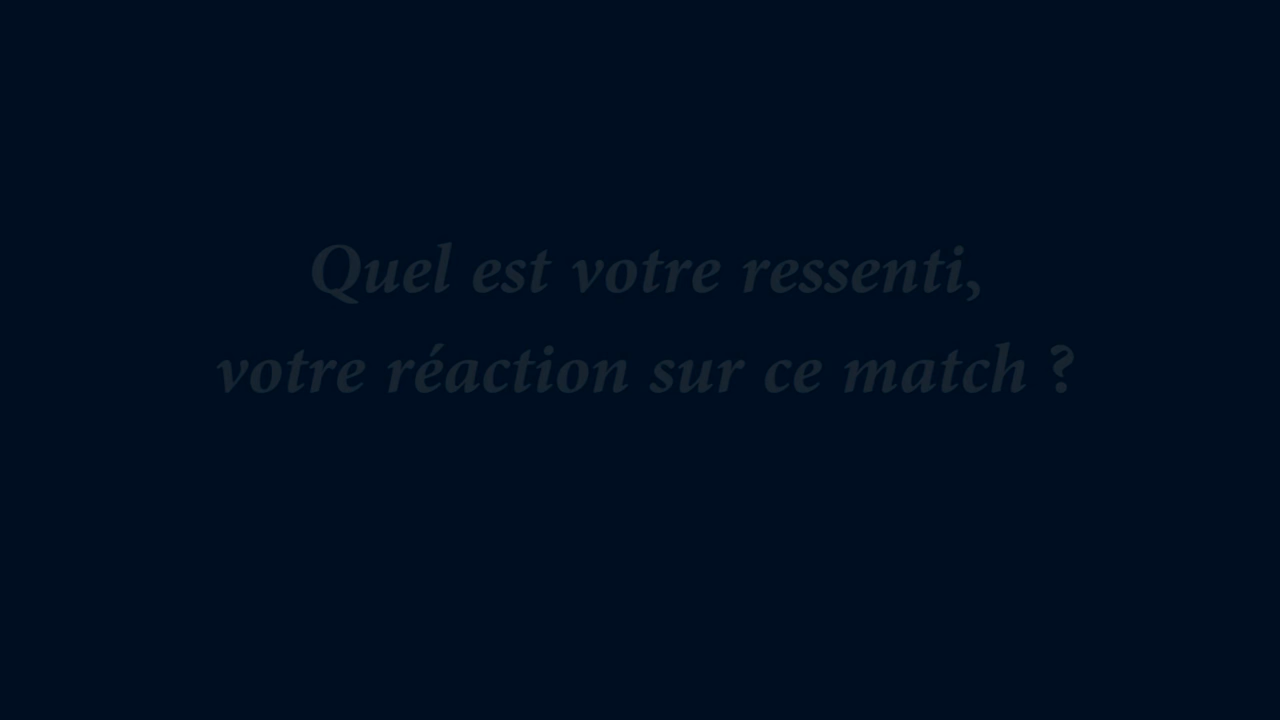 Quel est votre ressenti,
votre réaction sur ce match ?